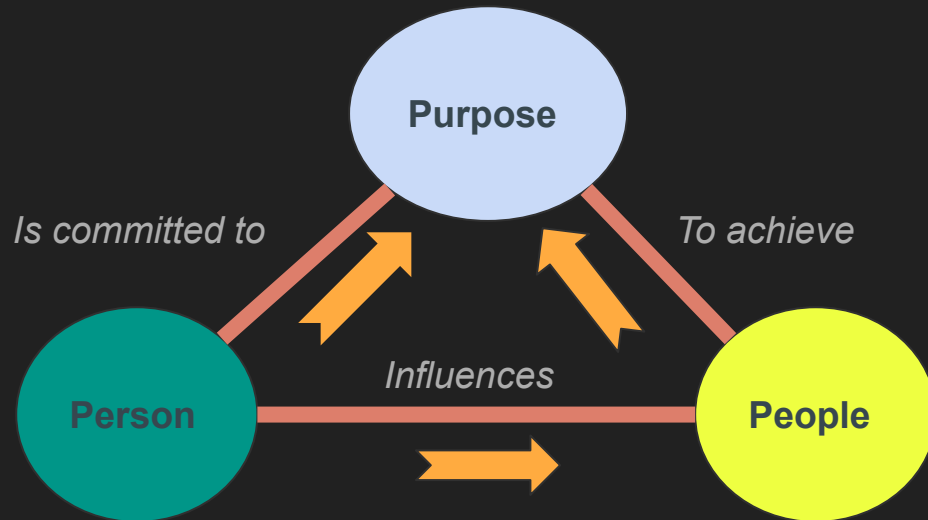 Purpose
Is committed to
To achieve
Influences
Person
People